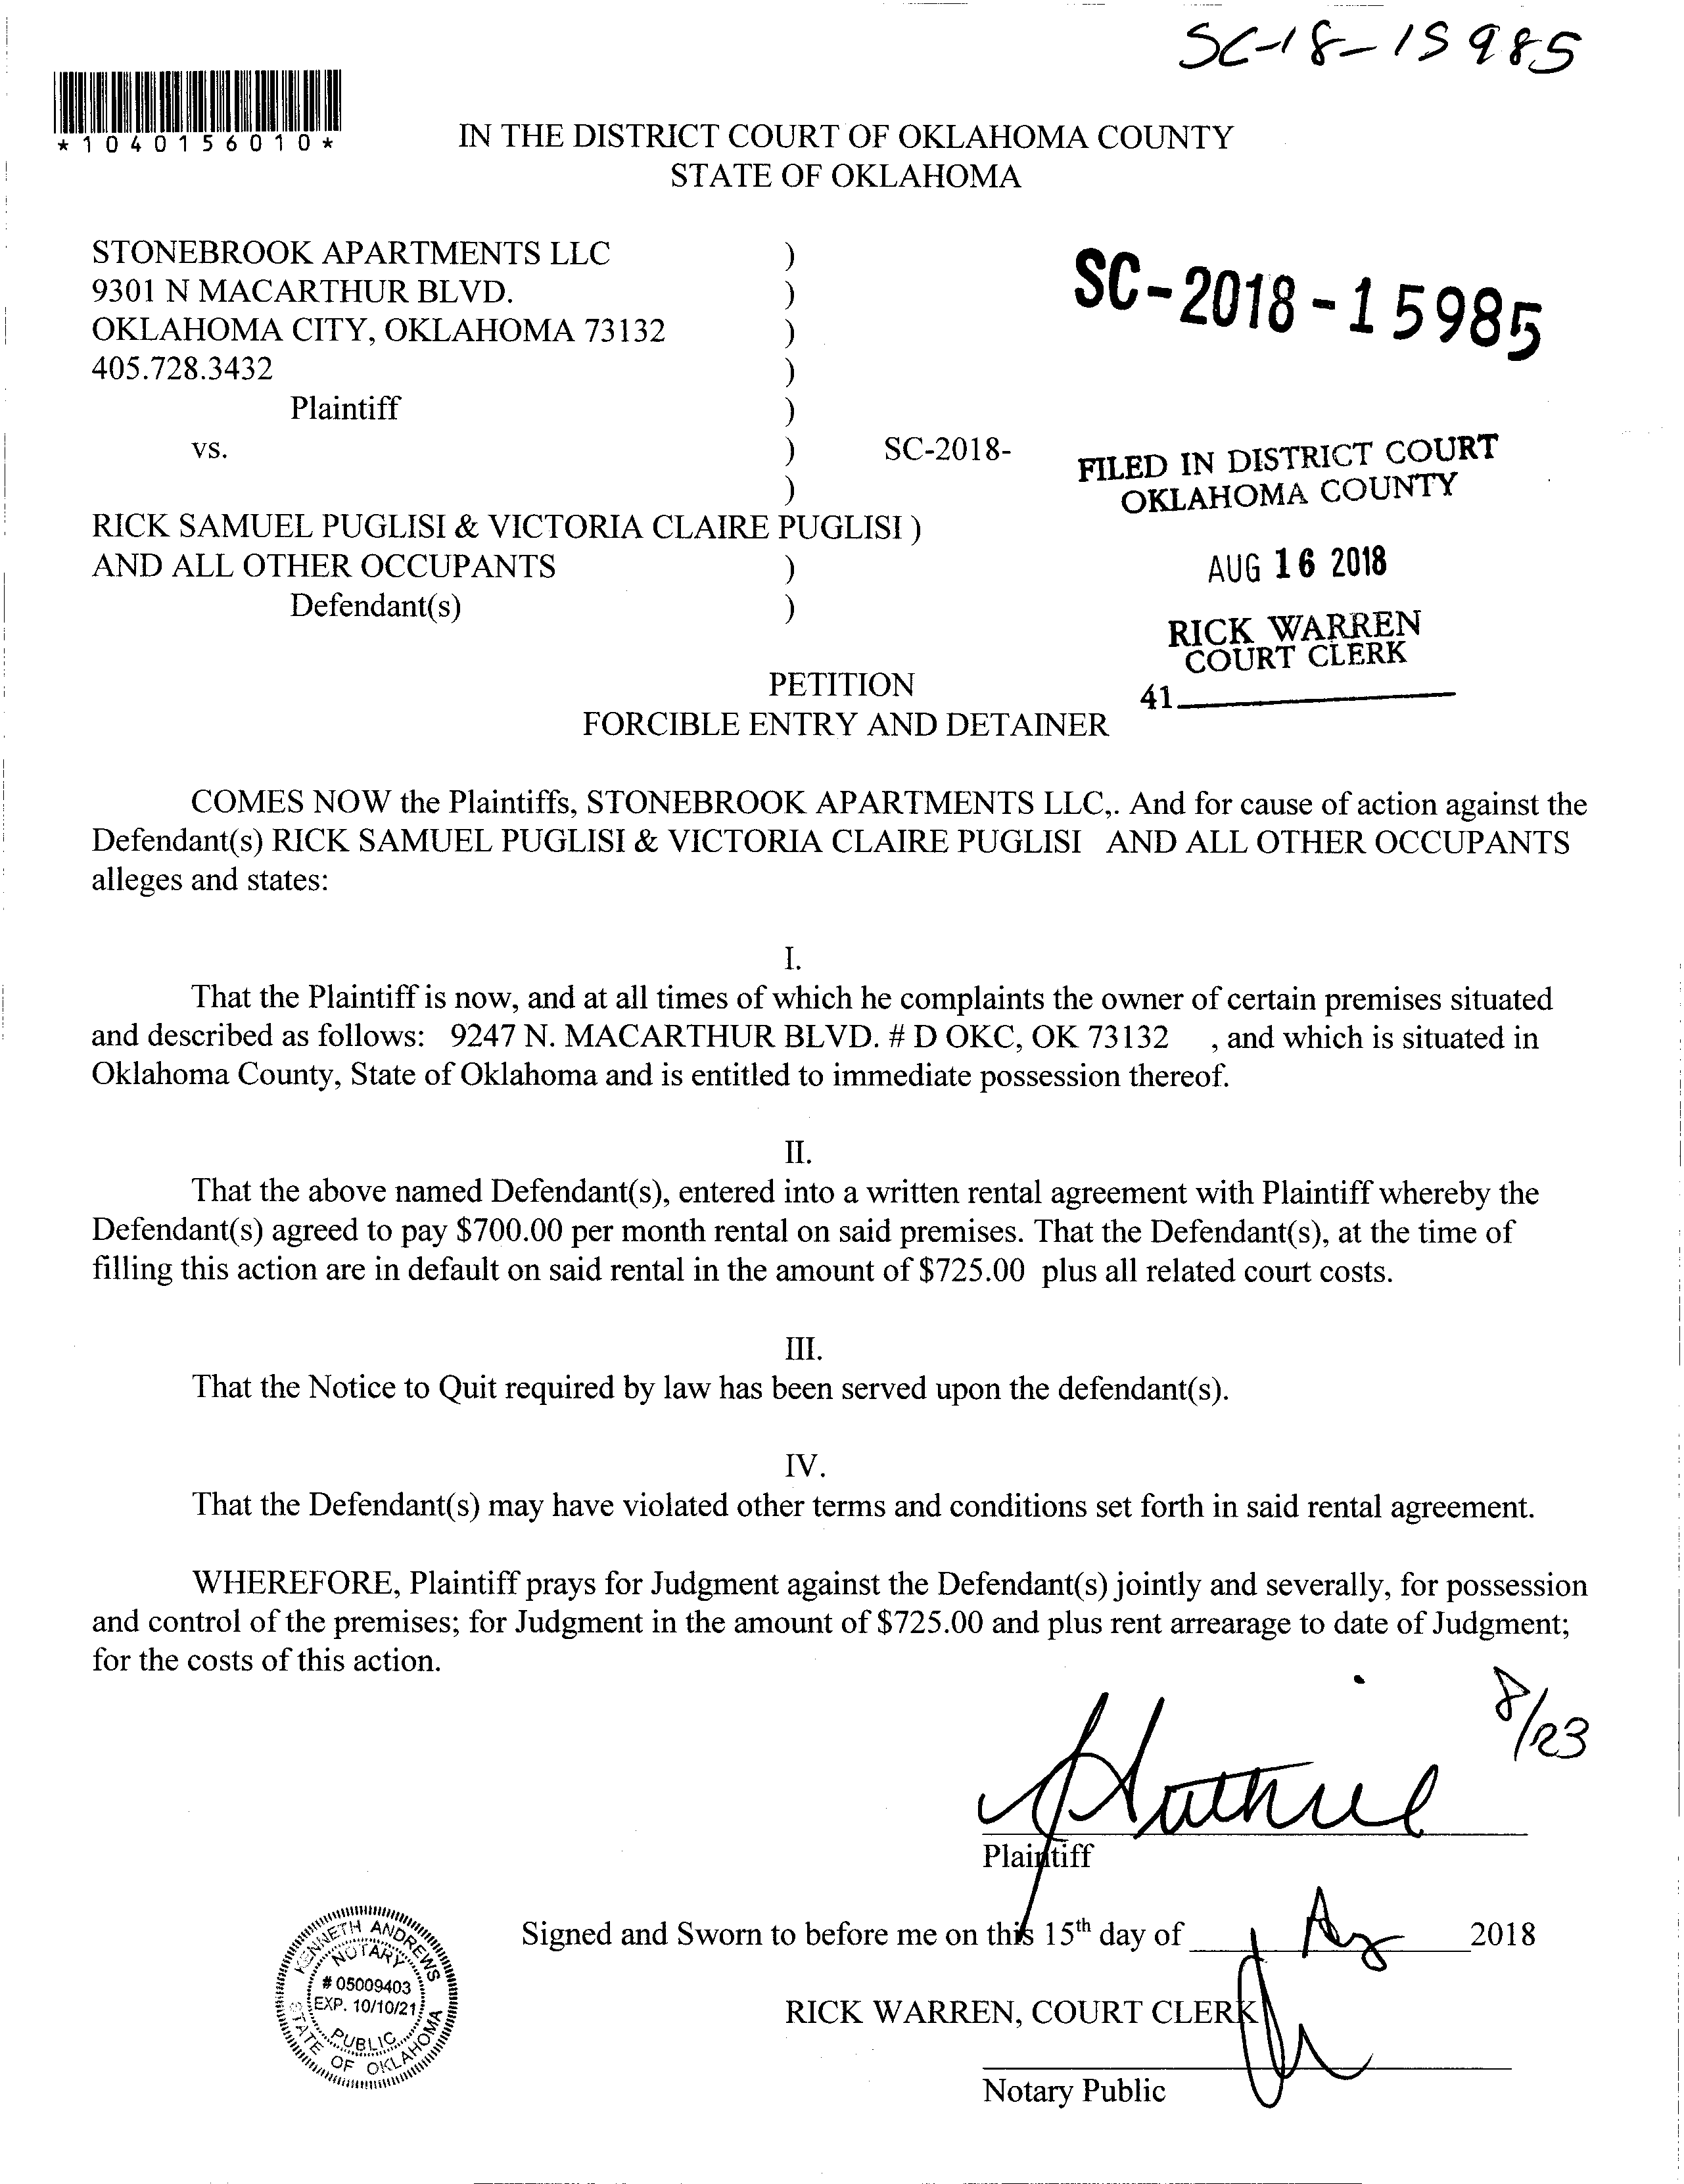 SC-18-15985
*1040156010*
IN THE DISTRICT COURT OF OKLAHOMA COUNTY
STATE OF OKLAHOMA
STONEBROOK APARTMENTS LLC )
9301 N MACARTHUR BLVD. )
OKLAHOMA CITY, OKLAHOMA 73132 )
405.728.3432 )
Plaintiff )
SC-2018-15985
vs. ) SC-2018-
)
RICK SAMUEL PUGLISI & VICTORIA CLAIRE PUGLISI )
AND ALL OTHER OCCUPANTS )
Defendant(s) )
FILED IN DISTRICT COURT
OKLAHOMA COUNTY
AUG 16 2018
RICK WARREN
COURT CLERK
41
PETITION
FORCIBLE ENTRY AND DETAINER
COMES NOW the Plaintiffs, STONEBROOK APARTMENTS LLC,. And for cause of action against the
Defendant(s) RICK SAMUEL PUGLISI & VICTORIA CLAIRE PUGLISI AND ALL OTHER OCCUPANTS
alleges and states:
I.
That the Plaintiff is now, and at all times of which he complaints the owner of certain premises situated
and described as follows: 9247 N. MACARTHUR BLVD. # D OKC, OK 73132 , and which is situated in
Oklahoma County, State of Oklahoma and is entitled to immediate possession thereof.
II.
That the above named Defendant(s), entered into a written rental agreement with Plaintiff whereby the
Defendant(s) agreed to pay $700.00 per month rental on said premises. That the Defendant(s), at the time of
filling this action are in default on said rental in the amount of $725.00 plus all related court costs.
III.
That the Notice to Quit required by law has been served upon the defendant(s).
IV.
That the Defendant(s) may have violated other terms and conditions set forth in said rental agreement.
WHEREFORE, Plaintiff prays for Judgment against the Defendant(s) jointly and severally, for possession
and control of the premises; for Judgment in the amount of $725.00 and plus rent arrearage to date of Judgment;
for the costs of this action.
8/23
Plaintiff
Signed and Sworn to before me on this 15th day of Aug 2018
RICK WARREN, COURT CLERK
Notary Public
KENNETH ANDREWS
NOTARY
# 05009403
EXP. 10/10/21
PUBLIC
STATE OF OKLAHOMA